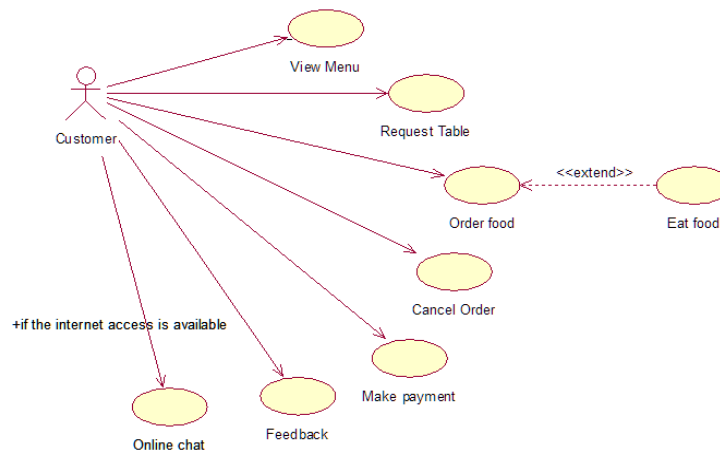 View Menu
Customer
Request Table
<<extend>>
Order food
Eat food
Cancel Order
+if the internet access is available
Make payment
Feedback
Online chat